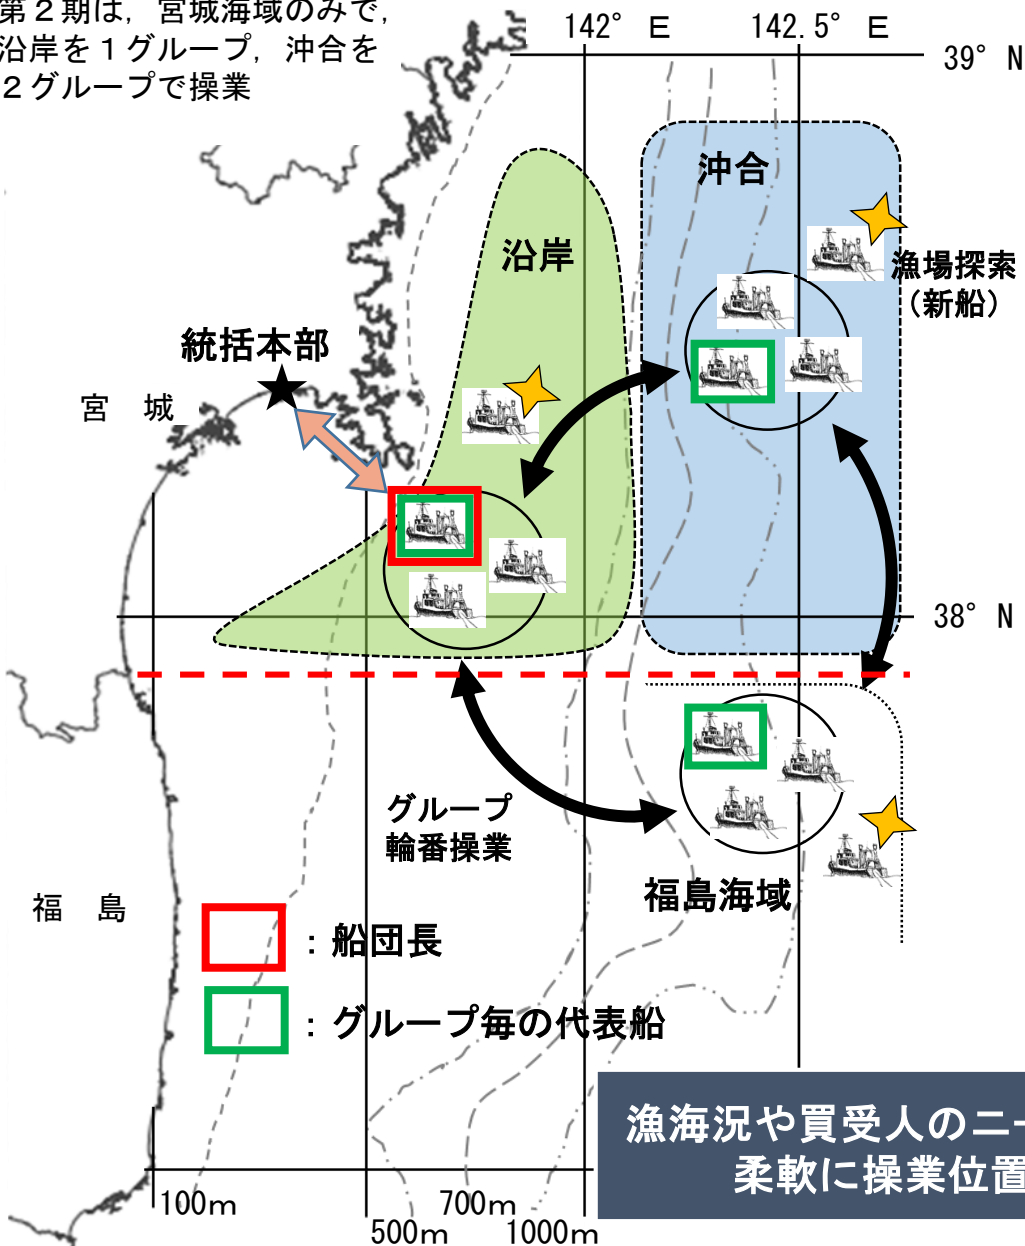 第２期は，宮城海域のみで，
沿岸を１グループ，沖合を
２グループで操業
142° E
142.5° E
39° N
沖合
沿岸
漁場探索
（新船）
統括本部
宮 城
38° N
グループ
輪番操業
福島海域
福 島
：船団長
：グループ毎の代表船
漁海況や買受人のニー
柔軟に操業位置
100m
700m
500m
1000m